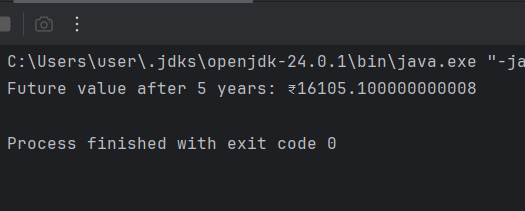 C:\Users\user\.jdks\openjdk-24.0.1\bin\java.exe "-ja
Future value after 5 years: ₹16105.100000000008
Process finished with exit code 0